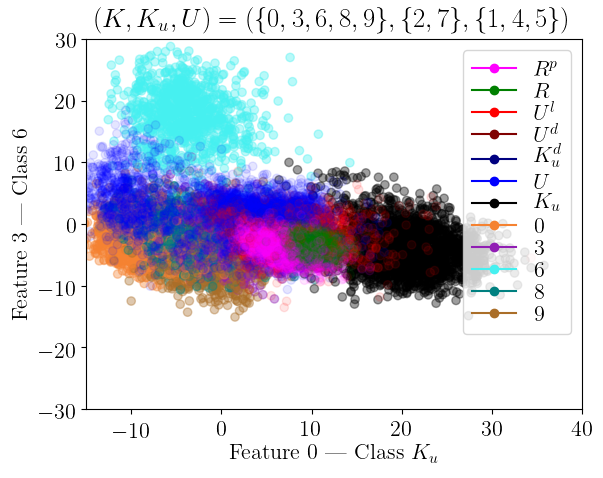 (K, K_u, U) = ({0, 3, 6, 8, 9}, {2, 7}, {1, 4, 5})
Feature 3 — Class 6
30
20
10
0
−10
−20
−30
R^p
R
U^l
U^d
K_u^d
U
K_u
0
3
6
8
9
−10 0 10 20 30 40
Feature 0 — Class K_u